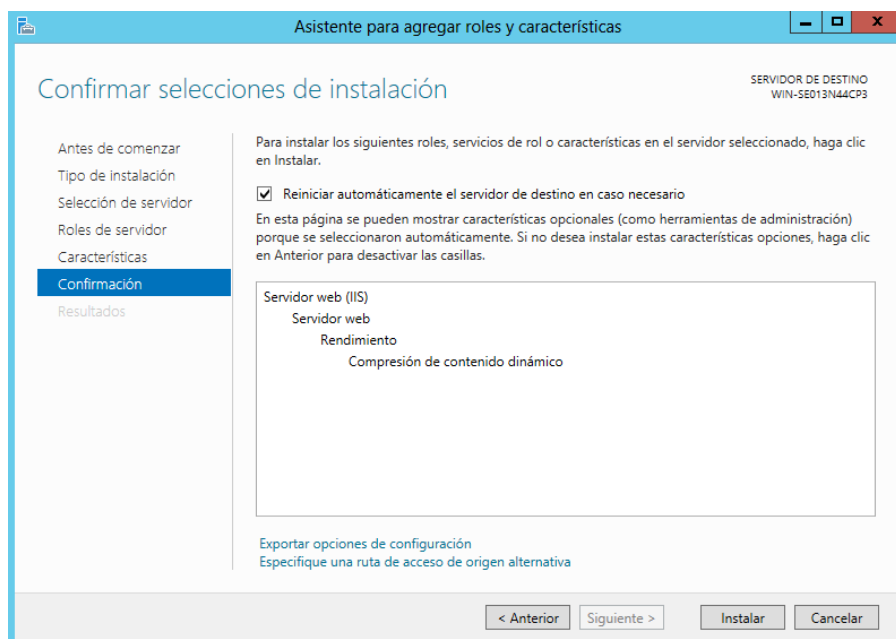 Asistente para agregar roles y características
Confirmar selecciones de instalación
SERVIDOR DE DESTINO
WIN-SE013N44CP3
Antes de comenzar
Tipo de instalación
Selección de servidor
Roles de servidor
Características
Confirmación
Resultados
Para instalar los siguientes roles, servicios de rol o características en el servidor seleccionado, haga clic
en Instalar.
Reiniciar automáticamente el servidor de destino en caso necesario
En esta página se pueden mostrar características opcionales (como herramientas de administración)
porque se seleccionaron automáticamente. Si no desea instalar estas características opciones, haga clic
en Anterior para desactivar las casillas.
Servidor web (IIS)
Servidor web
Rendimiento
Compresión de contenido dinámico
Exportar opciones de configuración
Especifique una ruta de acceso de origen alternativa
< Anterior
Siguiente >
Instalar
Cancelar